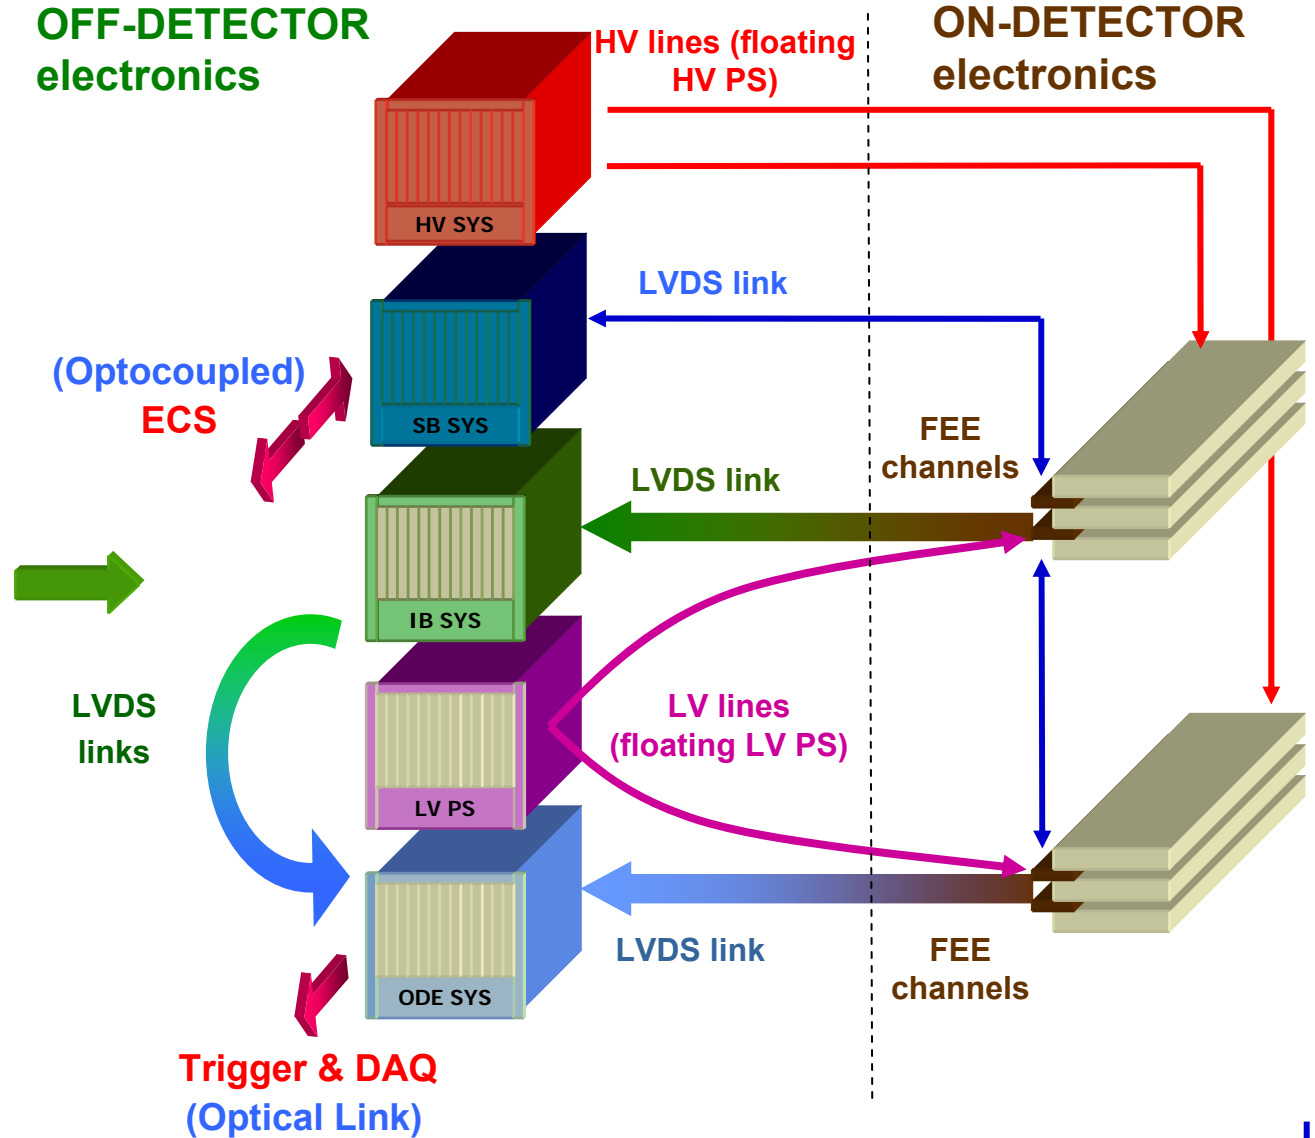 OFF-DETECTOR
electronics
HV lines (floating
HV PS)
ON-DETECTOR
electronics
HV SYS
LVDS link
(Optocoupled)
ECS
SB SYS
FEE
channels
LVDS link
IB SYS
LVDS
links
LV lines
(floating LV PS)
LV PS
LVDS link
FEE
channels
ODE SYS
Trigger & DAQ
(Optical Link)